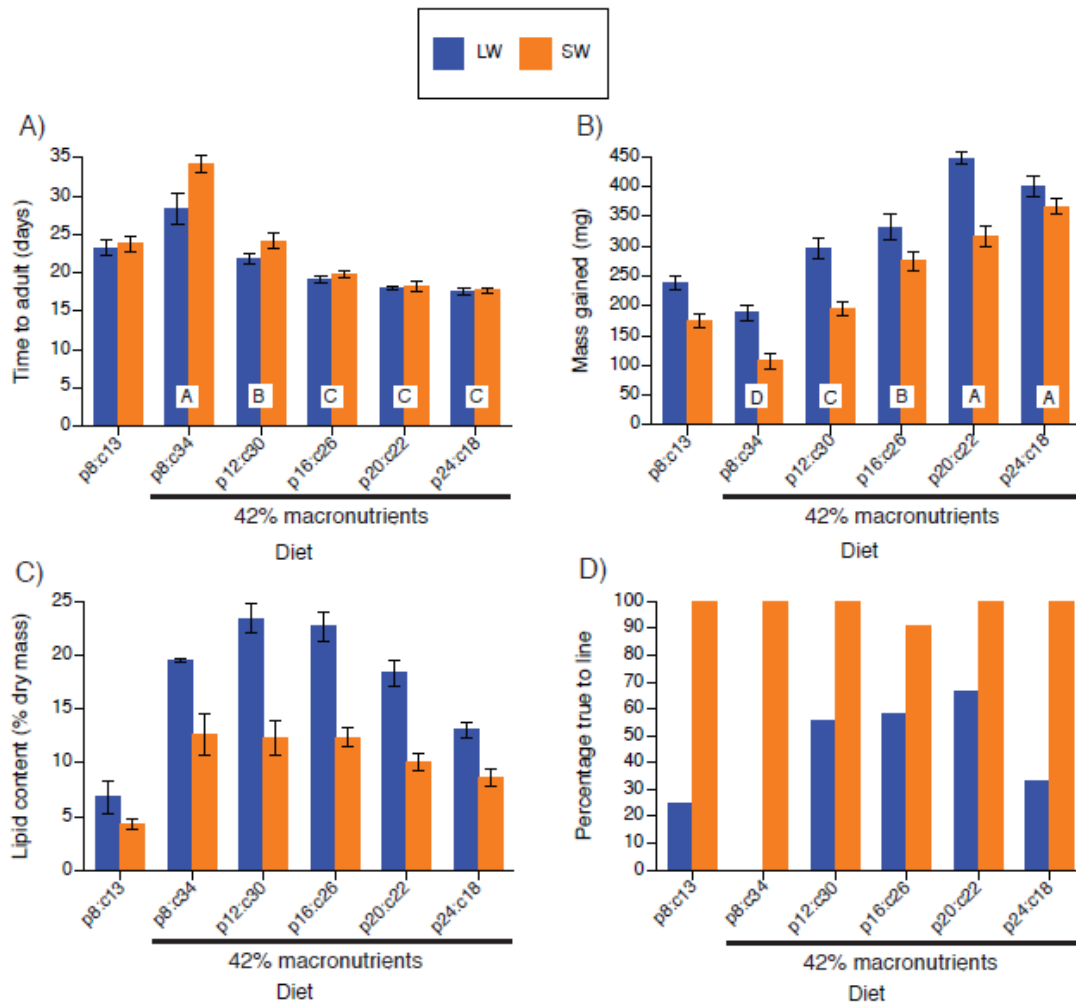 LW SW
A)
Time to adult (days)
35
30
25
20
15
10
5
0
A B C C C
p8:c13 p8:c34 p12:c30 p16:c26 p20:c22 p24:c18
42% macronutrients
Diet
B)
Mass gained (mg)
450
400
350
300
250
200
150
100
50
0
D C B A A
p8:c13 p8:c34 p12:c30 p16:c26 p20:c22 p24:c18
42% macronutrients
Diet
C)
Lipid content (% dry mass)
25
20
15
10
5
0
p8:c13 p8:c34 p12:c30 p16:c26 p20:c22 p24:c18
42% macronutrients
Diet
D)
Percentage true to line
100
90
80
70
60
50
40
30
20
10
0
p8:c13 p8:c34 p12:c30 p16:c26 p20:c22 p24:c18
42% macronutrients
Diet